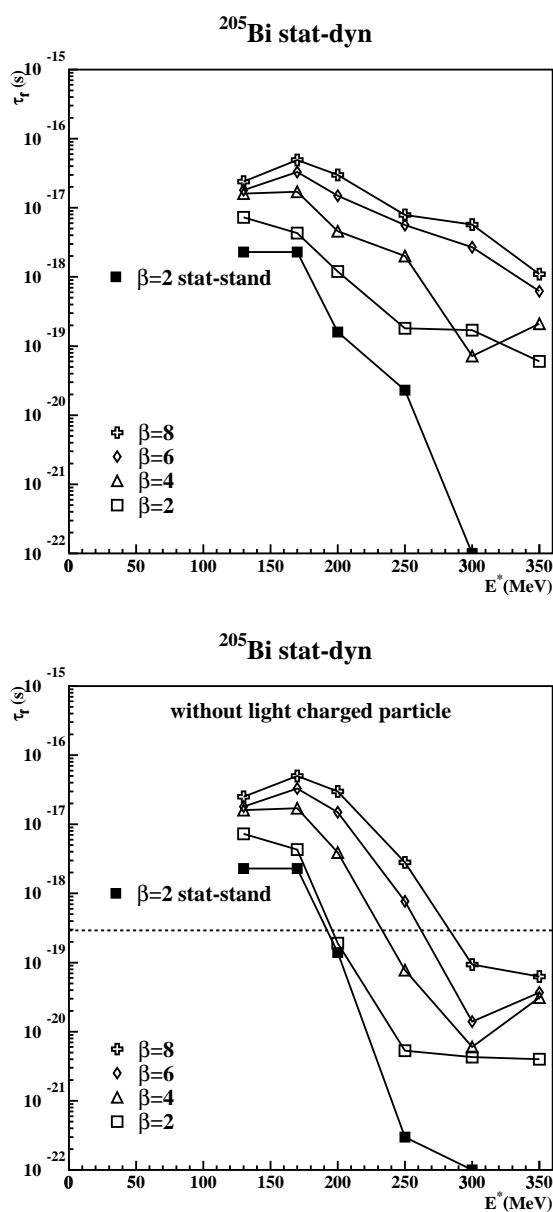 ²⁰⁵Bi stat-dyn
τf (s)
10⁻¹⁵
10⁻¹⁶
10⁻¹⁷
10⁻¹⁸
10⁻¹⁹
10⁻²⁰
10⁻²¹
10⁻²²
β=2 stat-stand
β=8
β=6
β=4
β=2
0 50 100 150 200 250 300 350
E*(MeV)
²⁰⁵Bi stat-dyn
τf (s)
without light charged particle
10⁻¹⁵
10⁻¹⁶
10⁻¹⁷
10⁻¹⁸
10⁻¹⁹
10⁻²⁰
10⁻²¹
10⁻²²
β=2 stat-stand
β=8
β=6
β=4
β=2
0 50 100 150 200 250 300 350
E*(MeV)